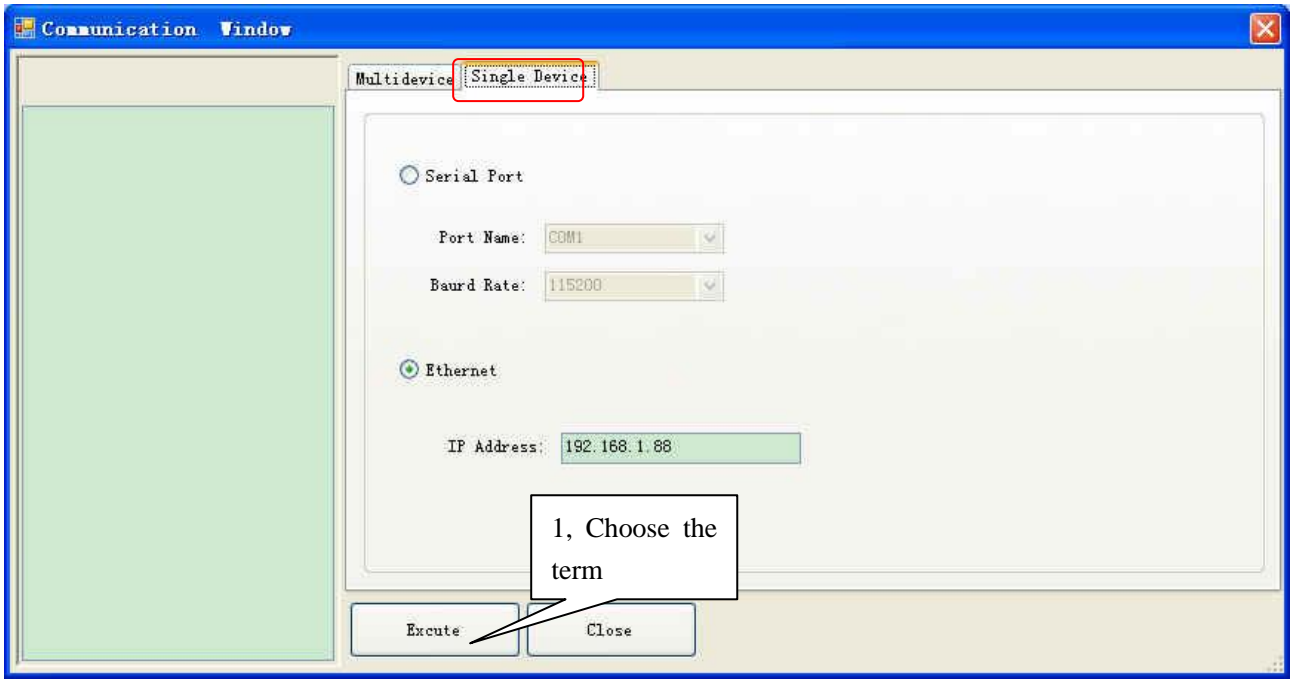 Communication Window
Multidevice
Single Device
Serial Port
Port Name: COM1
Baurd Rate: 115200
Ethernet
IP Address: 192.168.1.88
1, Choose the
term
Excute
Close